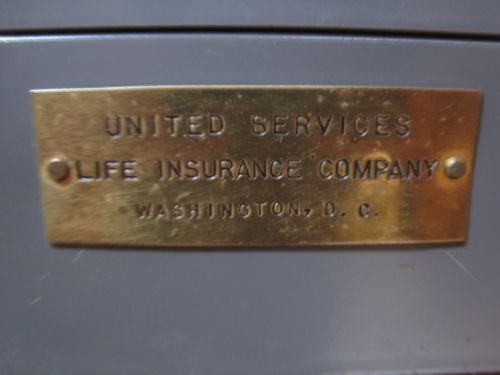 UNITED SERVICES
LIFE INSURANCE COMPANY
WASHINGTON, D. C.